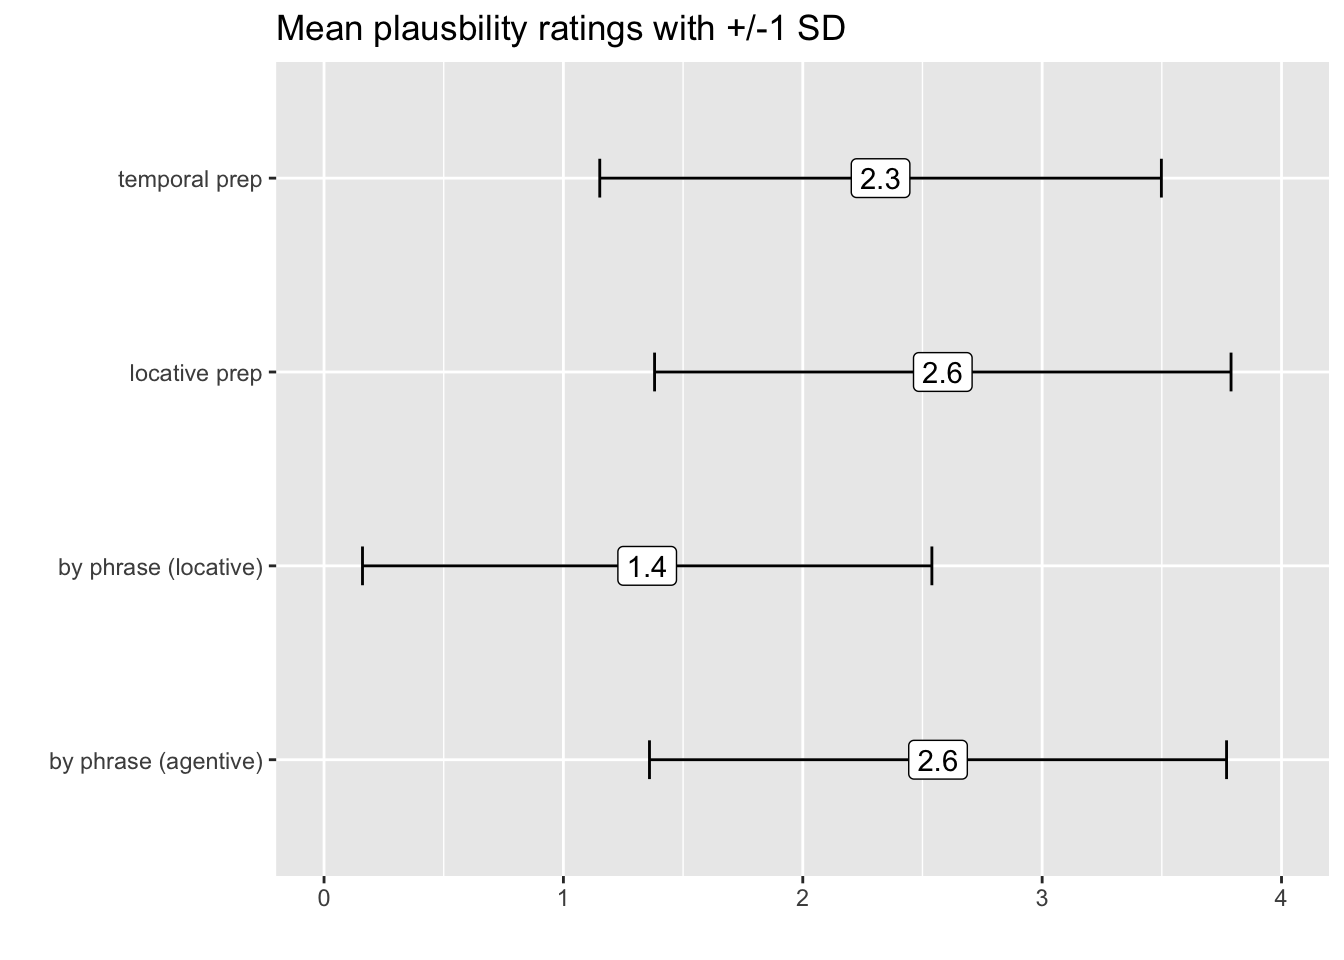 Mean plausbility ratings with +/-1 SD
temporal prep
2.3
locative prep
2.6
by phrase (locative)
1.4
by phrase (agentive)
2.6
0 1 2 3 4